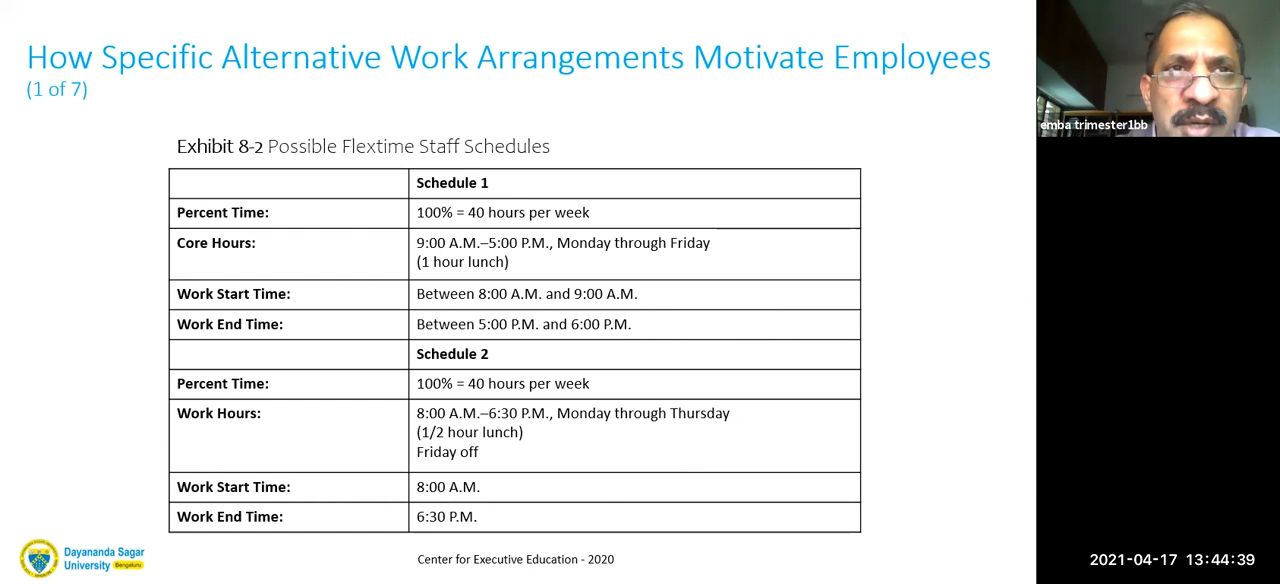 How Specific Alternative Work Arrangements Motivate Employees
(1 of 7)
emba trimester1bb
Exhibit 8-2 Possible Flextime Staff Schedules
Schedule 1
Percent Time: 100% = 40 hours per week
Core Hours: 9:00 A.M.–5:00 P.M., Monday through Friday
(1 hour lunch)
Work Start Time: Between 8:00 A.M. and 9:00 A.M.
Work End Time: Between 5:00 P.M. and 6:00 P.M.
Schedule 2
Percent Time: 100% = 40 hours per week
Work Hours: 8:00 A.M.–6:30 P.M., Monday through Thursday
(1/2 hour lunch)
Friday off
Work Start Time: 8:00 A.M.
Work End Time: 6:30 P.M.
Dayananda Sagar
University Bengaluru
Center for Executive Education - 2020
2021-04-17 13:44:39